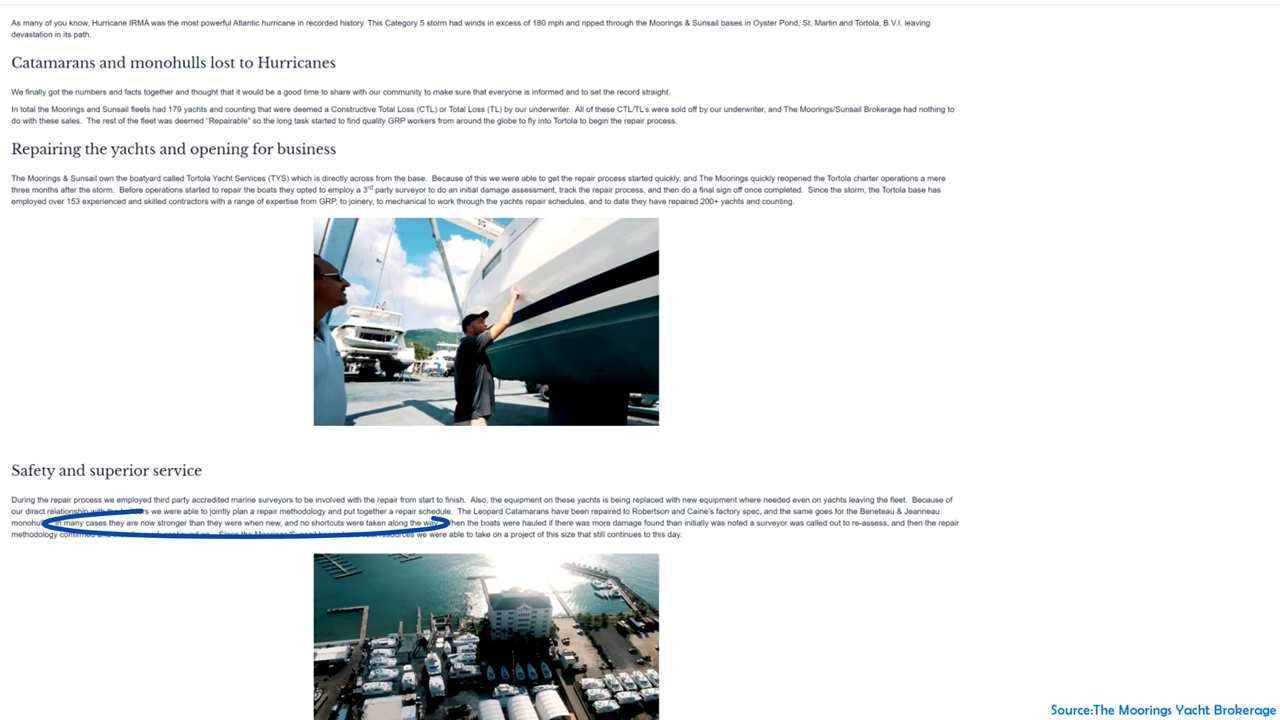 As many of you know, Hurricane IRMA was the most powerful Atlantic hurricane in recorded history. This Category 5 storm had winds in excess of 180 mph and ripped through the Moorings & Sunsail bases in Oyster Pond, St. Martin and Tortola, B.V.I. leaving
devastation in its path.
Catamarans and monohulls lost to Hurricanes
We finally got the numbers and facts together and thought that it would be a good time to share with our community to make sure that everyone is informed and to set the record straight.
In total the Moorings and Sunsail fleets had 179 yachts and counting that were deemed a Constructive Total Loss (CTL) or Total Loss (TL) by our underwriter. All of these CTL/TL's were sold off by our underwriter, and The Moorings/Sunsail Brokerage had nothing to
do with these sales. The rest of the fleet was deemed "Repairable" so the long task started to find quality GRP workers from around the globe to fly into Tortola to begin the repair process.
Repairing the yachts and opening for business
The Moorings & Sunsail own the boatyard called Tortola Yacht Services (TYS) which is directly across from the base. Because of this we were able to get the repair process started quickly, and The Moorings quickly reopened the Tortola charter operations a mere
three months after the storm. Before operations started to repair the boats they opted to employ a 3rd party surveyor to do an initial damage assessment, track the repair process, and then do a final sign off once completed. Since the storm, the Tortola base has
employed over 153 experienced and skilled contractors with a range of expertise from GRP, to joinery, to mechanical to work through the yachts repair schedules, and to date they have repaired 200+ yachts and counting.
Safety and superior service
During the repair process we employed third party accredited marine surveyors to be involved with the repair from start to finish. Also, the equipment on these yachts is being replaced with new equipment where needed even on yachts leaving the fleet. Because of
our direct relationship with the we were able to jointly plan a repair methodology and put together a repair schedule. The Leopard Catamarans have been repaired to Robertson and Caine's factory spec, and the same goes for the Beneteau & Jeanneau
many cases they are now stronger than they were when new, and no shortcuts were taken along the way. When the boats were hauled if there was more damage found than initially was noted a surveyor was called out to re-assess, and then the repair
methodology we were able to take on a project of this size that still continues to this day.
Source:The Moorings Yacht Brokerage